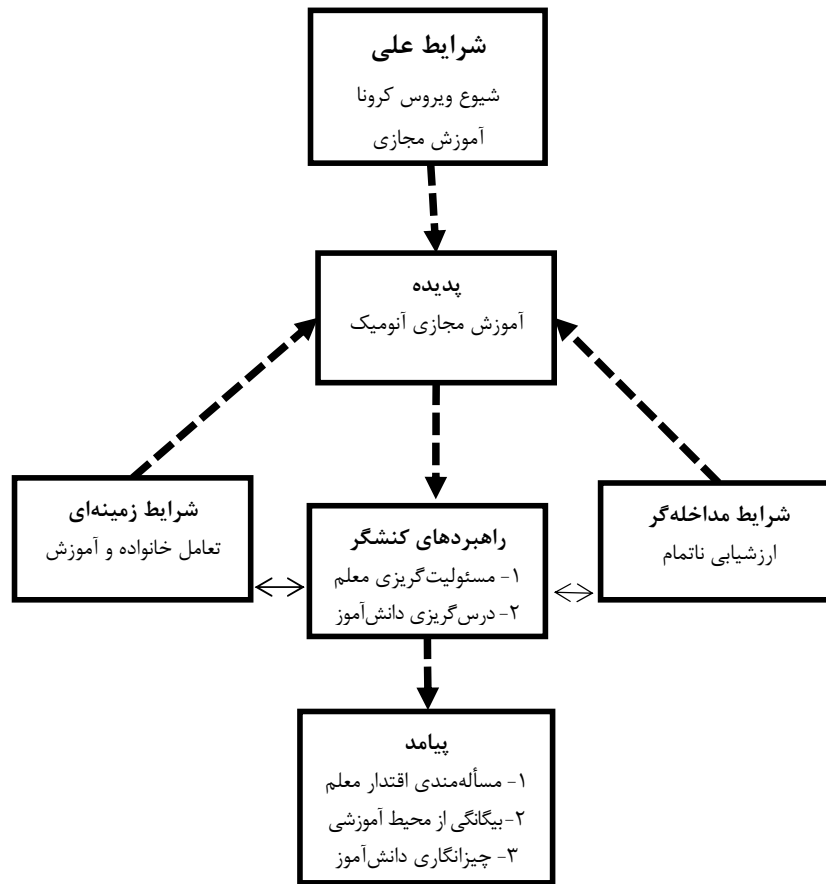 شرایط علی
شیوع ویروس کرونا
آموزش مجازی
پدیده
آموزش مجازی آنومیک
شرایط مداخله‌گر
ارزشیابی ناتمام
راهبردهای کنشگر
۱- مسئولیت‌گریزی معلم
۲- درس‌گریزی دانش‌آموز
شرایط زمینه‌ای
تعامل خانواده و آموزش
پیامد
۱- مسأله‌مندی اقتدار معلم
۲-بیگانگی از محیط آموزشی
۳- چیزانگاری دانش‌آموز